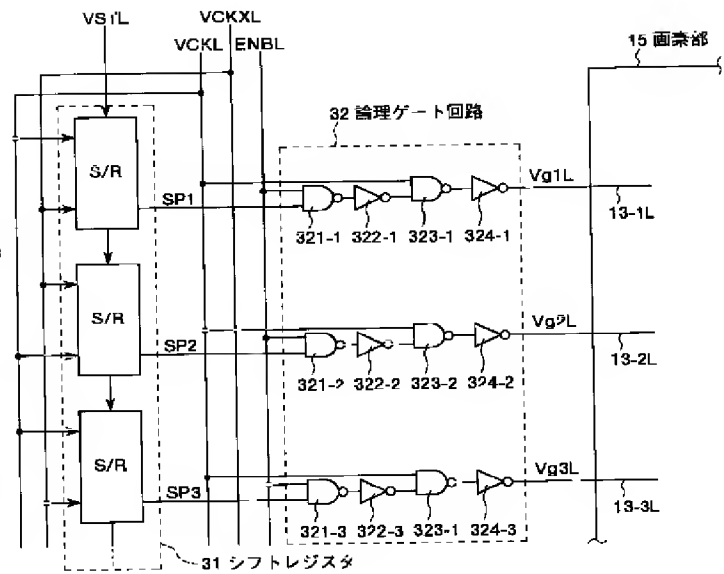 VSTL
VCKXL
VCKL
ENBL
15 画素部
32 論理ゲート回路
S/R
SP1
321-1
322-1
323-1
324-1
Vg1L
13-1L
S/R
SP2
321-2
322-2
323-2
324-2
Vg2L
13-2L
S/R
SP3
321-3
322-3
323-1
324-3
Vg3L
13-3L
31 シフトレジスタ